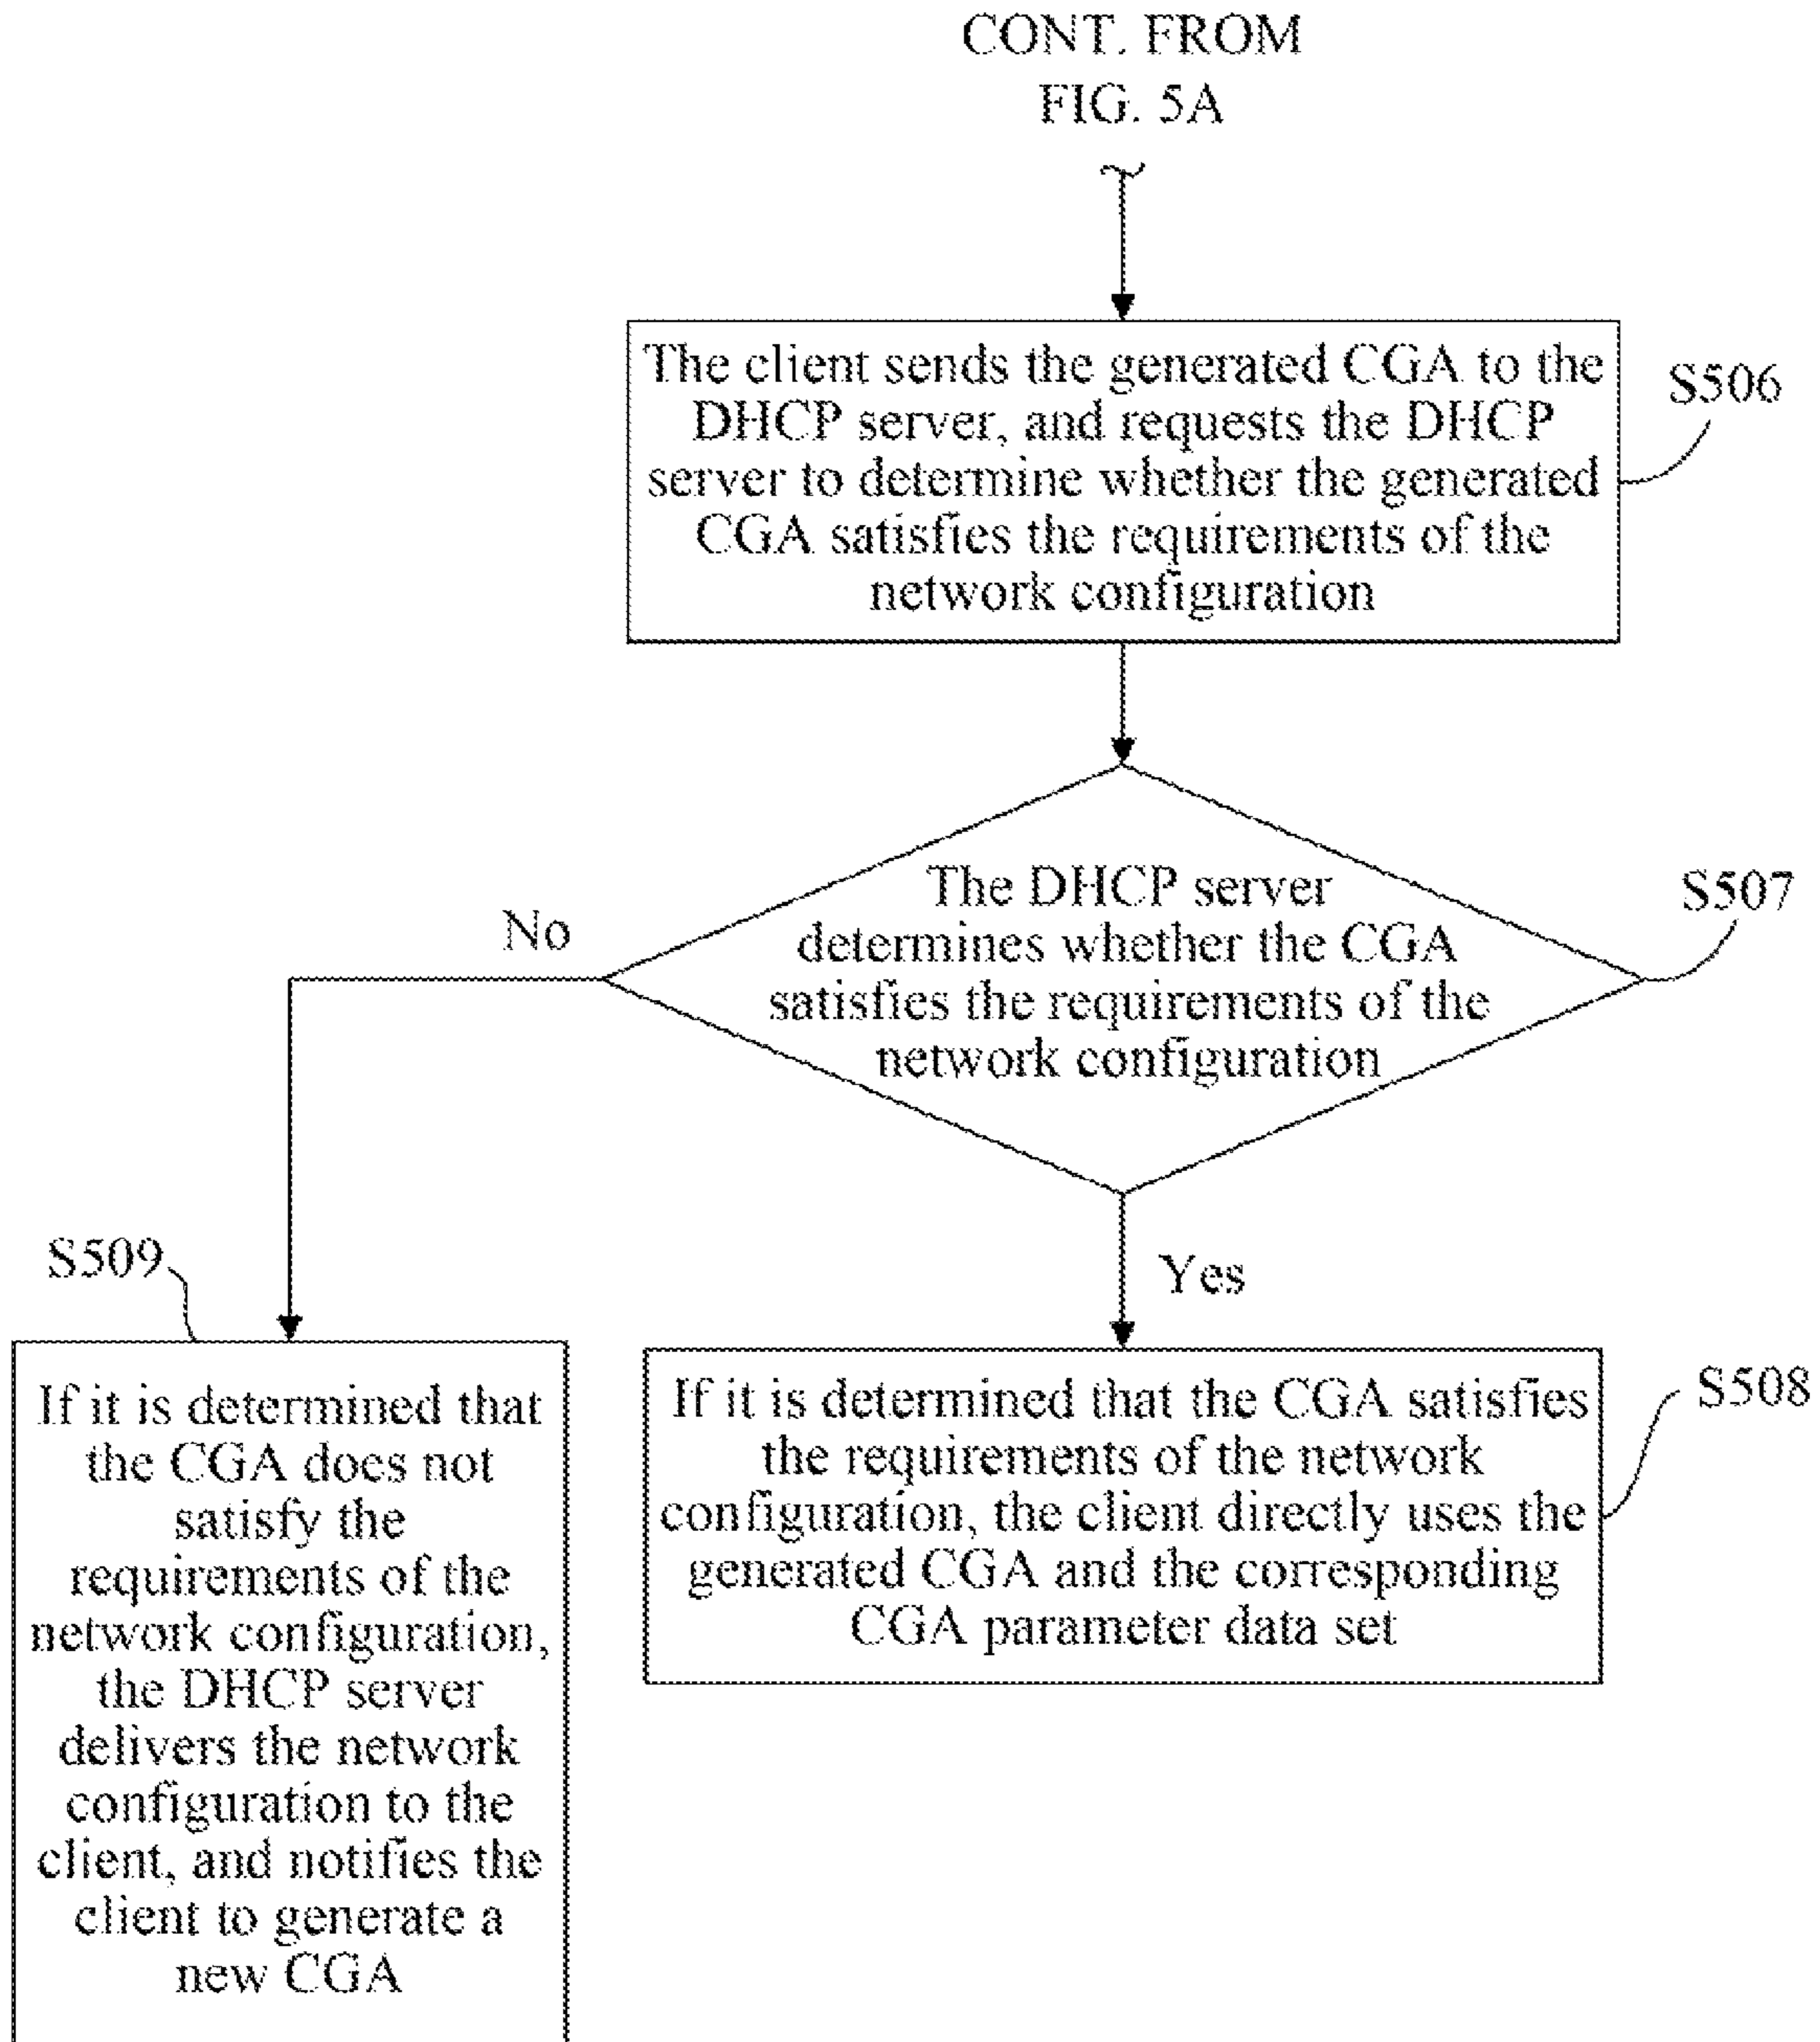 CONT. FROM
FIG. 5A
The client sends the generated CGA to the
DHCP server, and requests the DHCP
server to determine whether the generated
CGA satisfies the requirements of the
network configuration
S506
The DHCP server
determines whether the CGA
satisfies the requirements of the
network configuration
S507
No
Yes
S509
If it is determined that
the CGA does not
satisfy the
requirements of the
network configuration,
the DHCP server
delivers the network
configuration to the
client, and notifies the
client to generate a
new CGA
If it is determined that the CGA satisfies
the requirements of the network
configuration, the client directly uses the
generated CGA and the corresponding
CGA parameter data set
S508